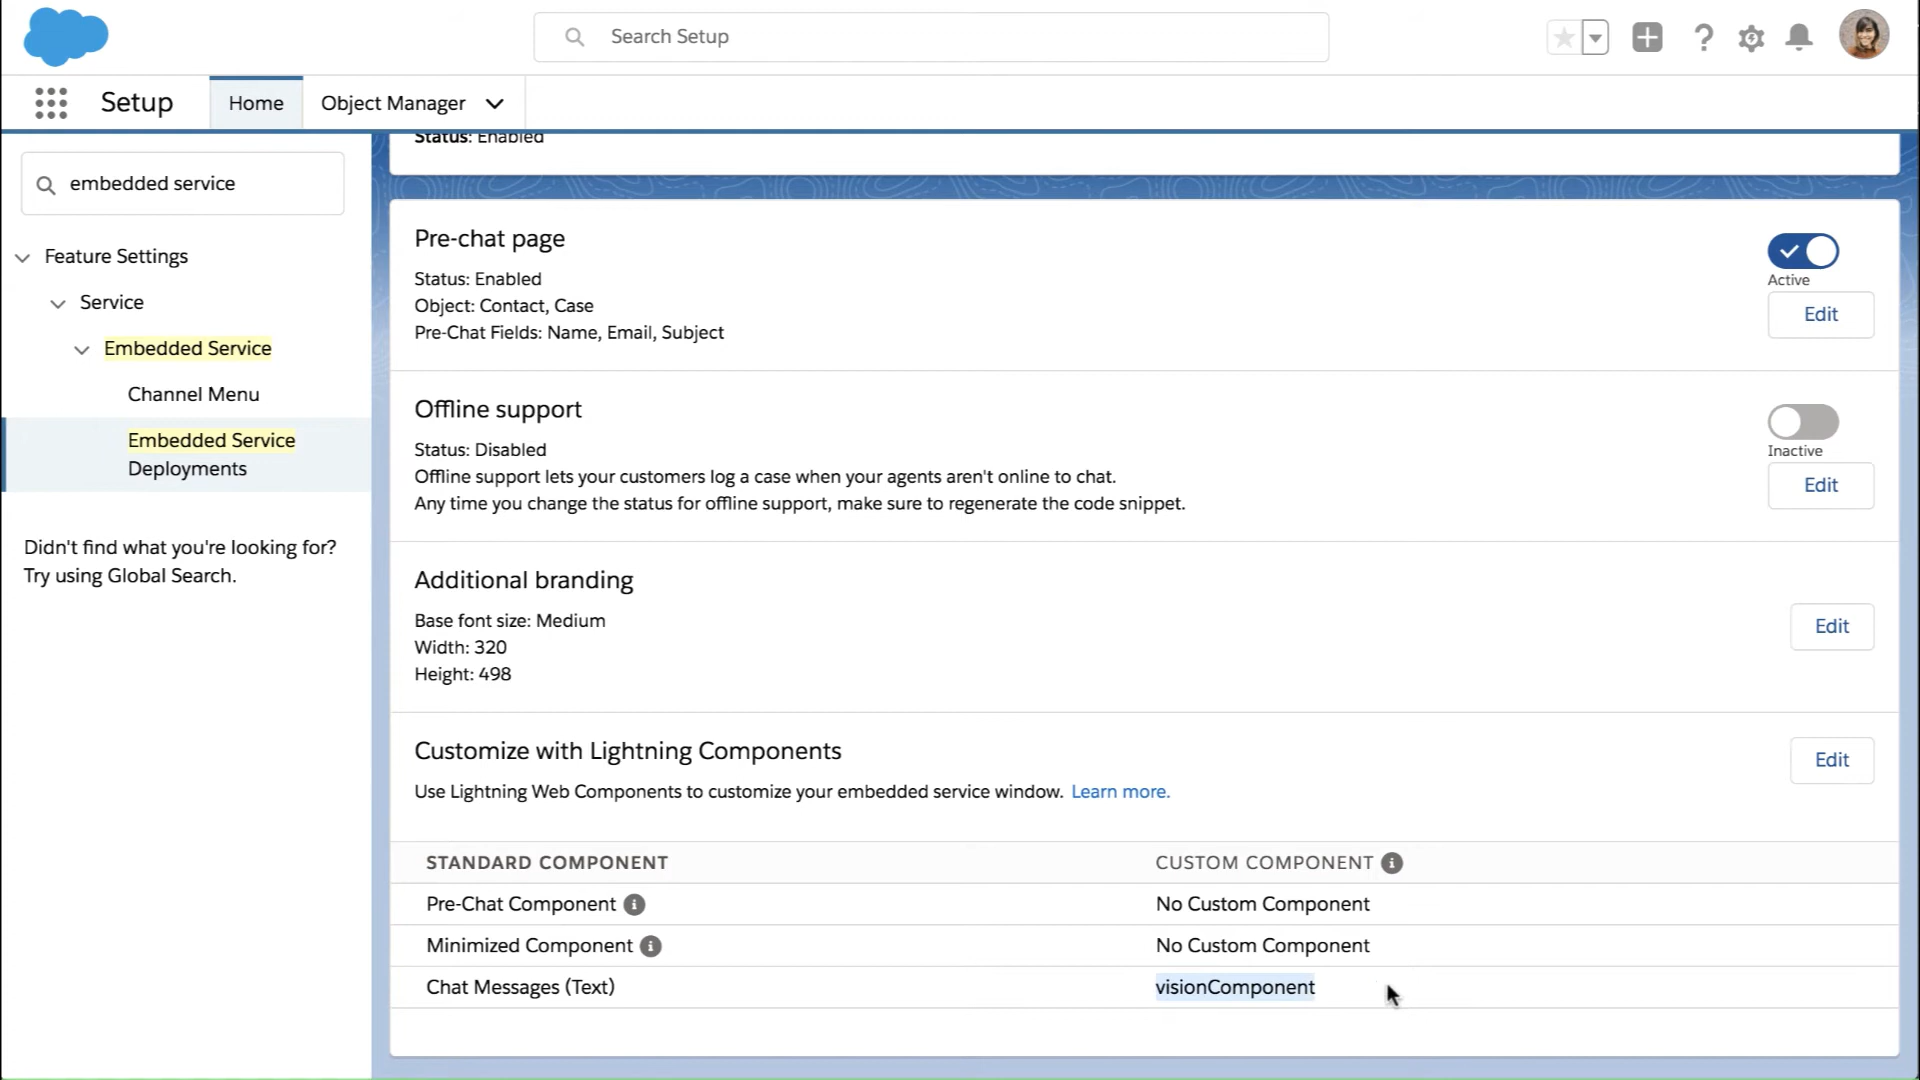 Search Setup
Setup
Home
Object Manager
embedded service
Feature Settings
Service
Embedded Service
Channel Menu
Embedded Service
Deployments
Didn't find what you're looking for?
Try using Global Search.
Status: Enabled
Pre-chat page
Status: Enabled
Object: Contact, Case
Pre-Chat Fields: Name, Email, Subject
Active
Edit
Offline support
Status: Disabled
Offline support lets your customers log a case when your agents aren't online to chat.
Any time you change the status for offline support, make sure to regenerate the code snippet.
Inactive
Edit
Additional branding
Base font size: Medium
Width: 320
Height: 498
Edit
Customize with Lightning Components
Use Lightning Web Components to customize your embedded service window. Learn more.
Edit
STANDARD COMPONENT CUSTOM COMPONENT
Pre-Chat Component No Custom Component
Minimized Component No Custom Component
Chat Messages (Text) visionComponent